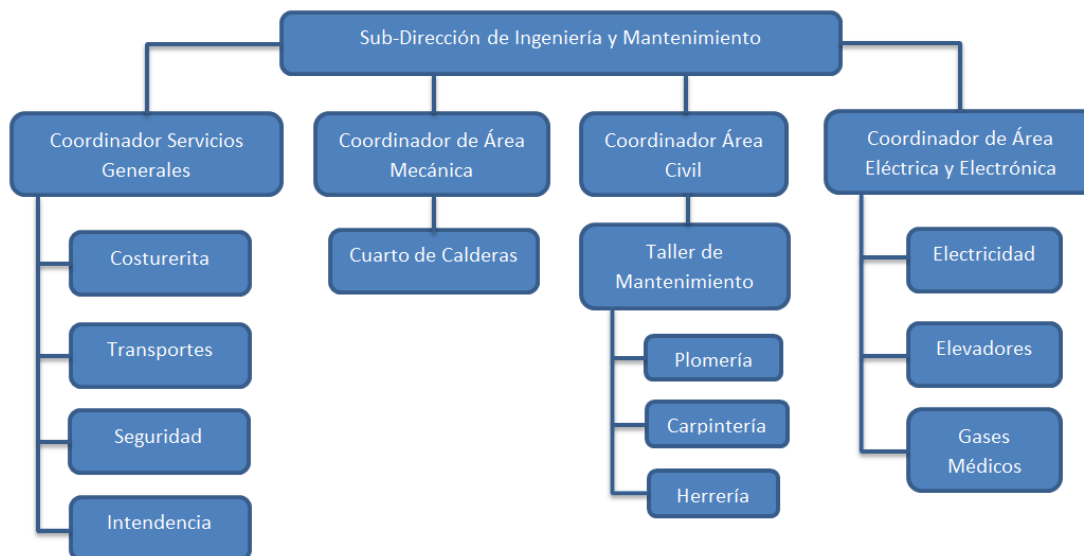 Sub-Dirección de Ingeniería y Mantenimiento
Coordinador Servicios
Generales
Coordinador de Área
Mecánica
Coordinador Área
Civil
Coordinador de Área
Eléctrica y Electrónica
Costurerita
Transportes
Seguridad
Intendencia
Cuarto de Calderas
Taller de
Mantenimiento
Plomería
Carpintería
Herrería
Electricidad
Elevadores
Gases
Médicos